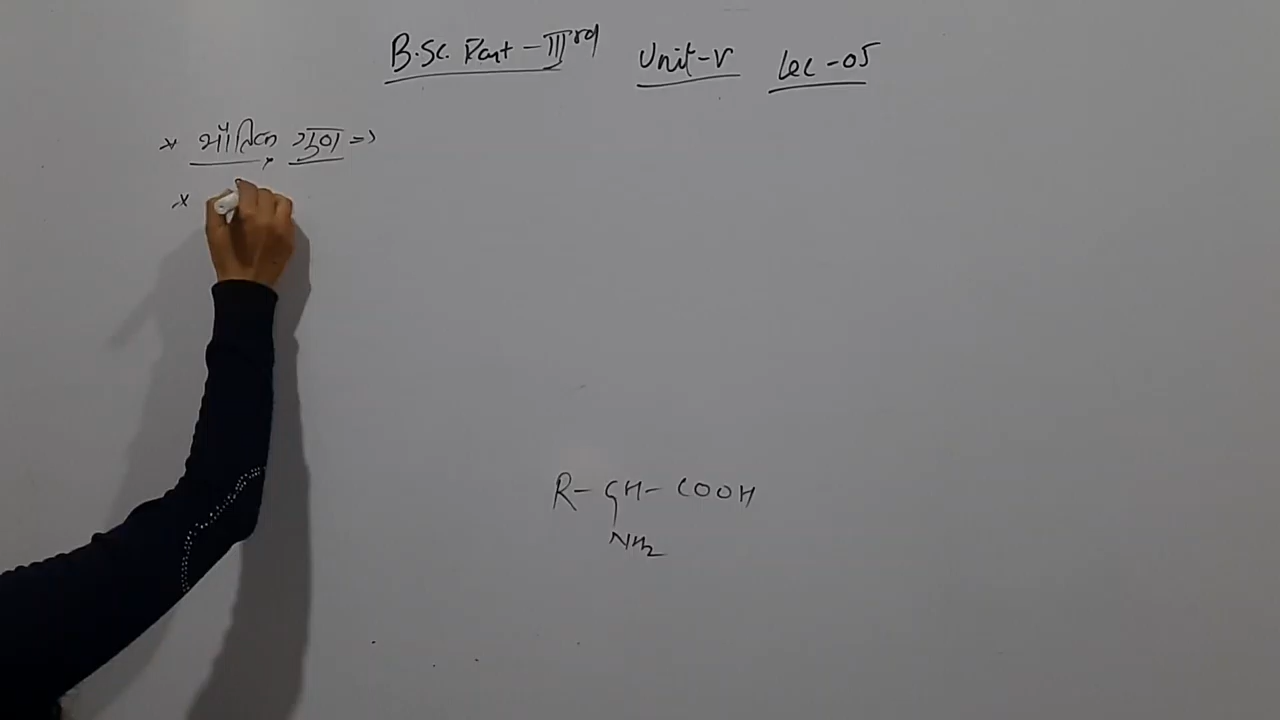 B.Sc. Part - IIIrd Unit-V Lec-05
* भौतिक गुण =>
*
R- CH- COOH
NH2